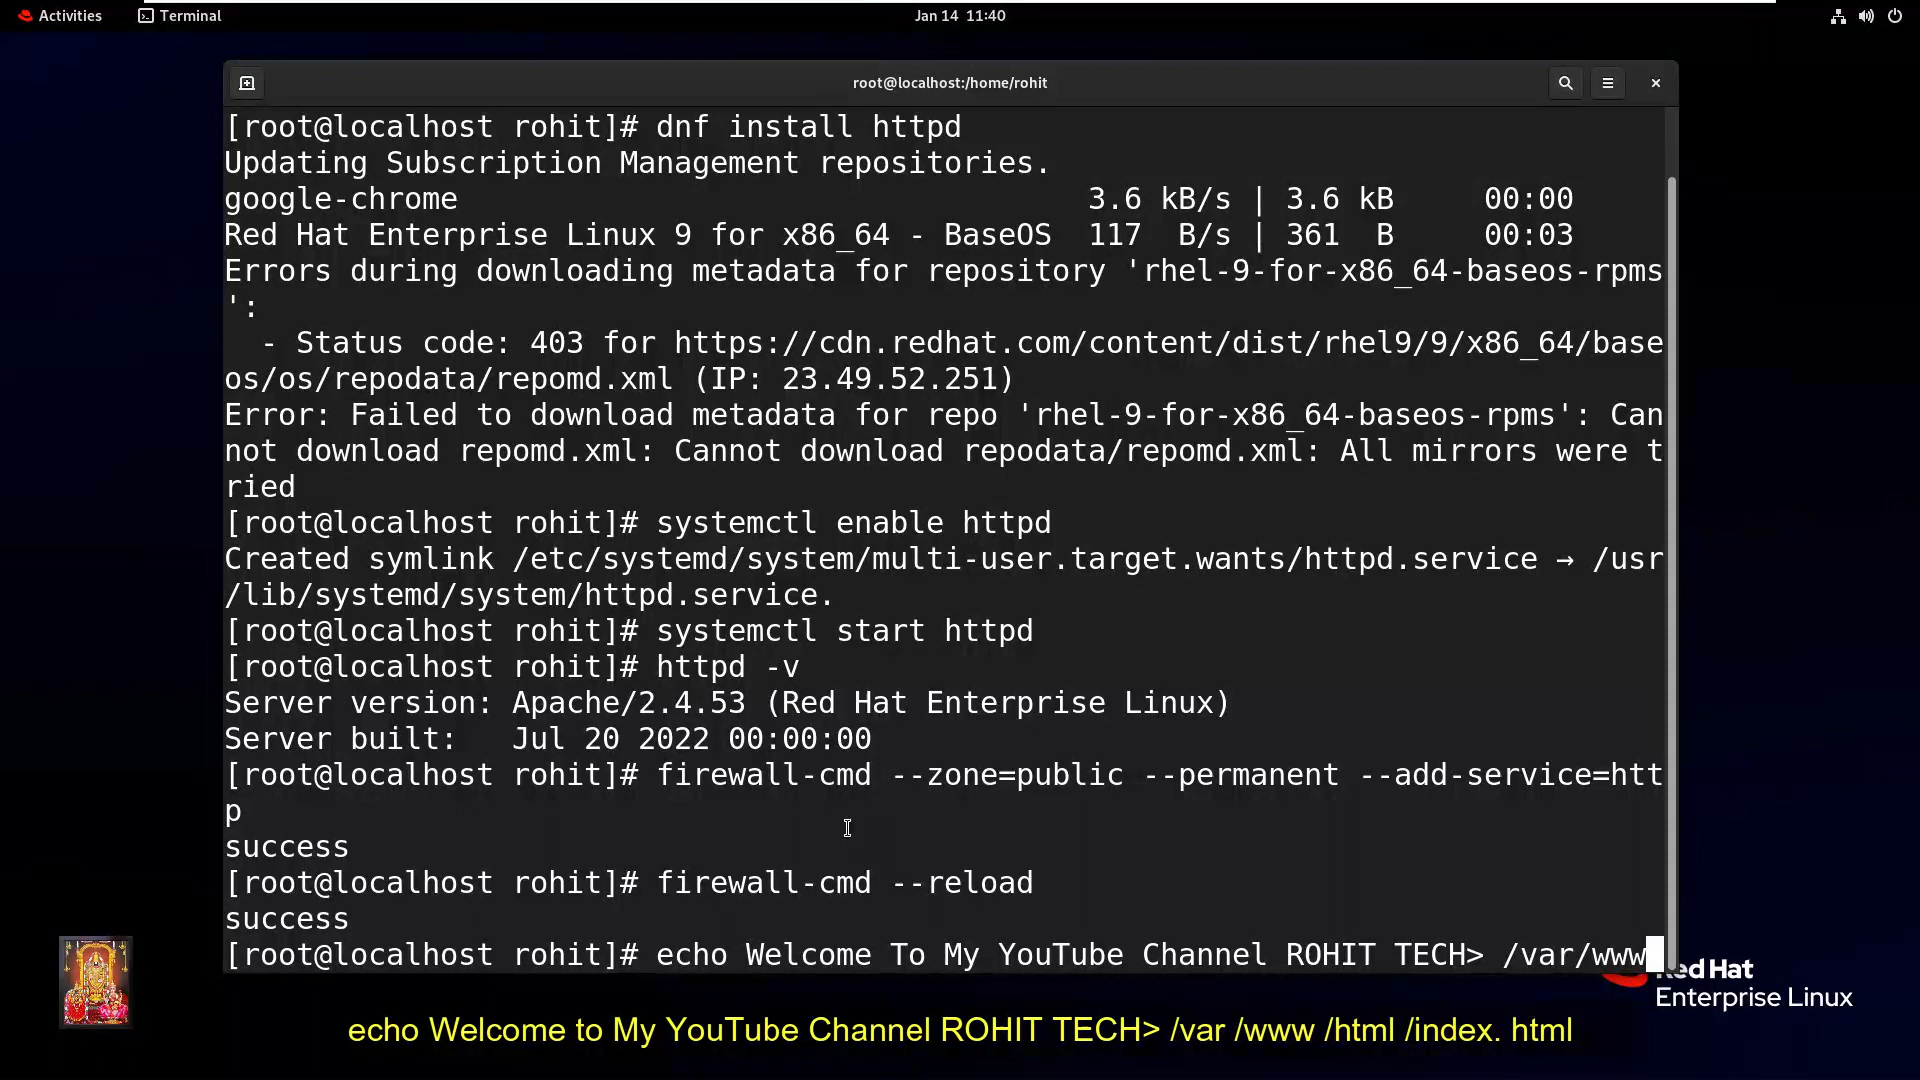 Activities
Terminal
Jan 14 11:40
root@localhost:/home/rohit
[root@localhost rohit]# dnf install httpd
Updating Subscription Management repositories.
google-chrome 3.6 kB/s | 3.6 kB 00:00
Red Hat Enterprise Linux 9 for x86_64 - BaseOS 117 B/s | 361 B 00:03
Errors during downloading metadata for repository 'rhel-9-for-x86_64-baseos-rpms
':
- Status code: 403 for https://cdn.redhat.com/content/dist/rhel9/9/x86_64/base
os/os/repodata/repomd.xml (IP: 23.49.52.251)
Error: Failed to download metadata for repo 'rhel-9-for-x86_64-baseos-rpms': Can
not download repomd.xml: Cannot download repodata/repomd.xml: All mirrors were t
ried
[root@localhost rohit]# systemctl enable httpd
Created symlink /etc/systemd/system/multi-user.target.wants/httpd.service → /usr
/lib/systemd/system/httpd.service.
[root@localhost rohit]# systemctl start httpd
[root@localhost rohit]# httpd -v
Server version: Apache/2.4.53 (Red Hat Enterprise Linux)
Server built: Jul 20 2022 00:00:00
[root@localhost rohit]# firewall-cmd --zone=public --permanent --add-service=htt
p
success
[root@localhost rohit]# firewall-cmd --reload
success
[root@localhost rohit]# echo Welcome To My YouTube Channel ROHIT TECH> /var/www
Red Hat
Enterprise Linux
echo Welcome to My YouTube Channel ROHIT TECH> /var /www /html /index. html